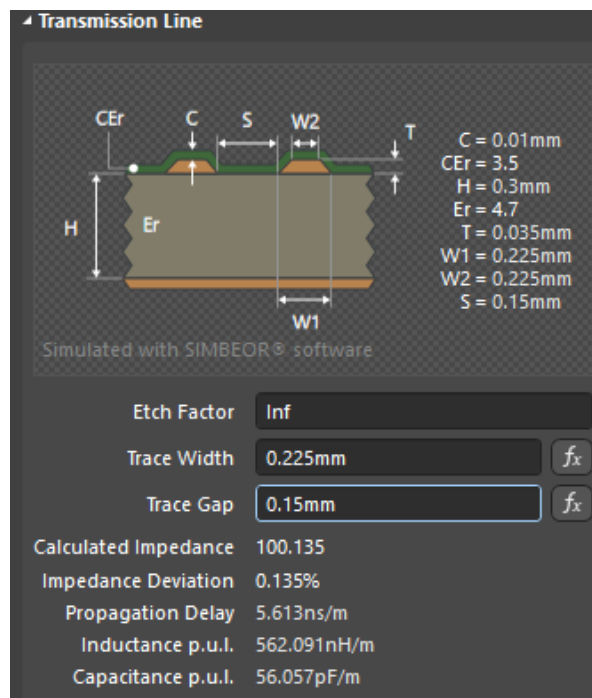 Transmission Line
CEr C S W2 T
C = 0.01mm
CEr = 3.5
H = 0.3mm
Er = 4.7
T = 0.035mm
W1 = 0.225mm
W2 = 0.225mm
S = 0.15mm
H Er
W1
Simulated with SIMBEOR® software
Etch Factor Inf
Trace Width 0.225mm fx
Trace Gap 0.15mm fx
Calculated Impedance 100.135
Impedance Deviation 0.135%
Propagation Delay 5.613ns/m
Inductance p.u.l. 562.091nH/m
Capacitance p.u.l. 56.057pF/m